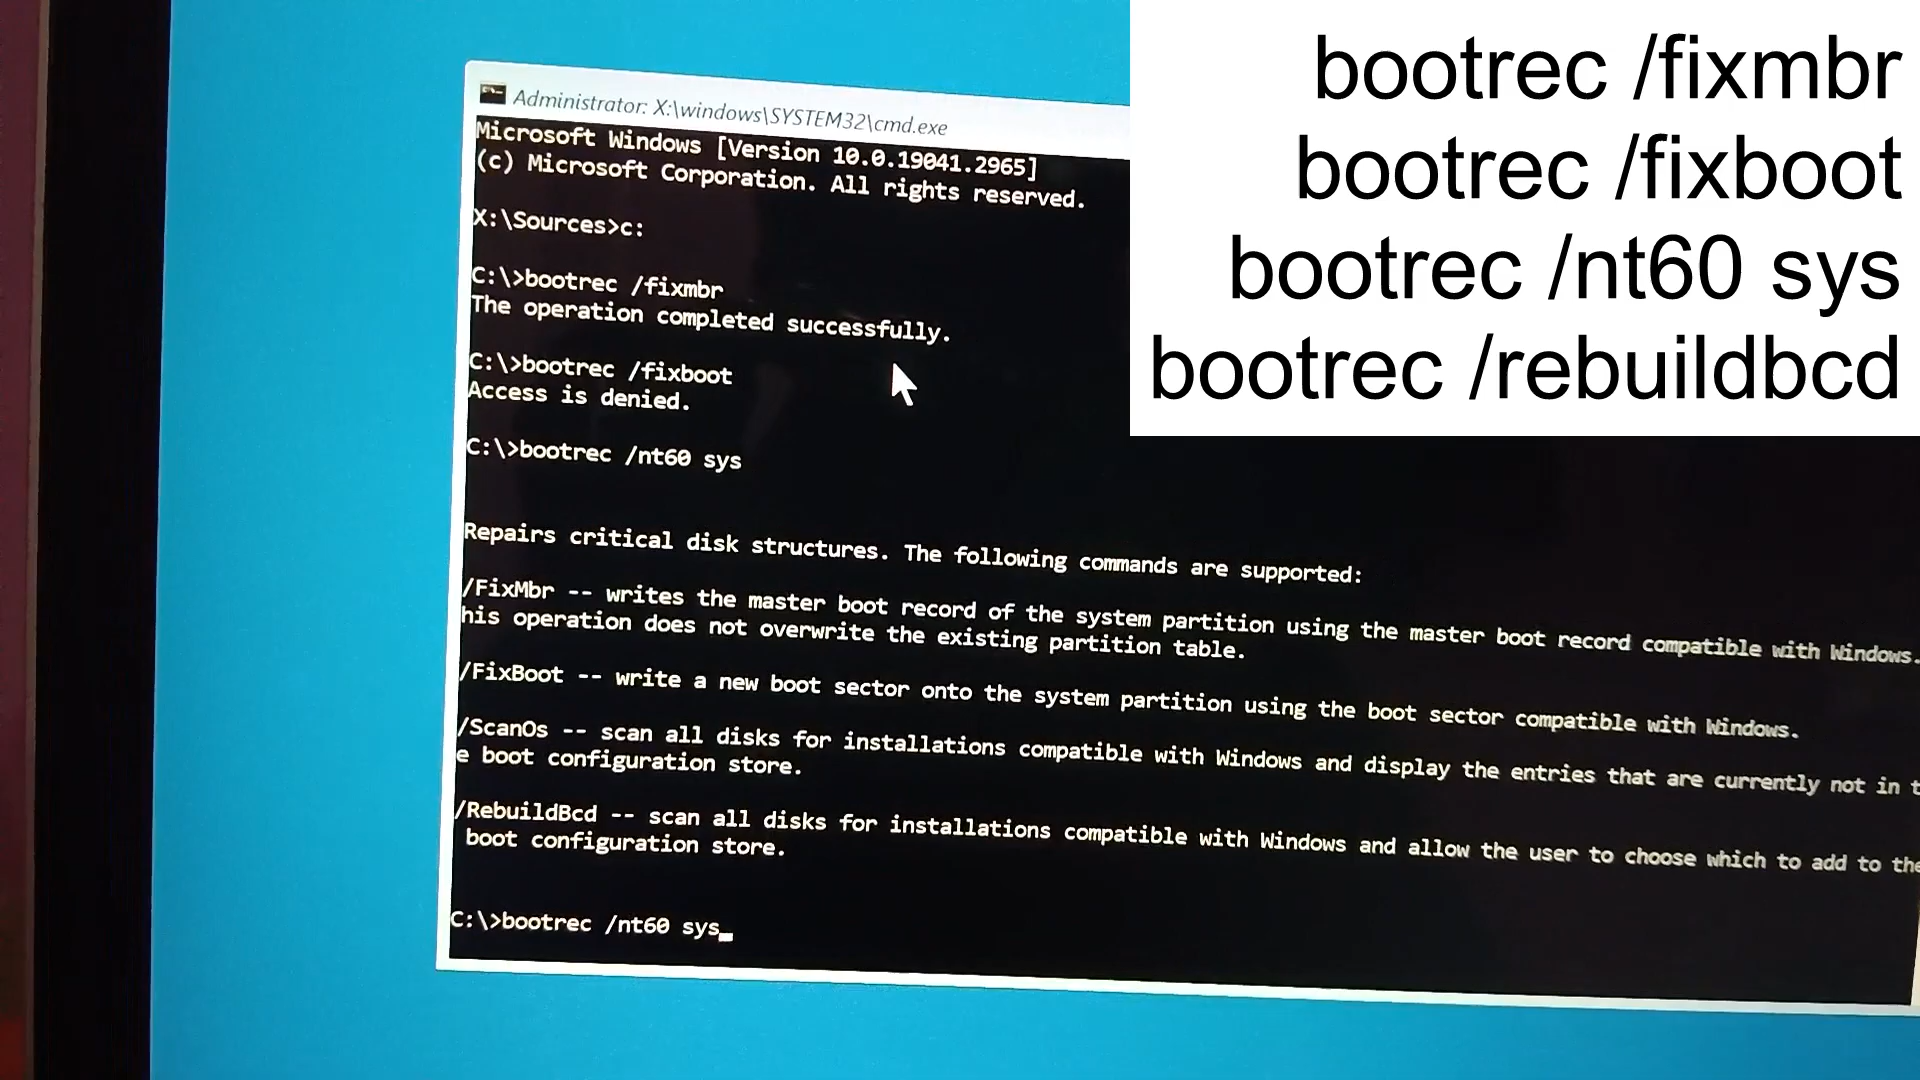 bootrec /fixmbr
bootrec /fixboot
bootrec /nt60 sys
bootrec /rebuildbcd
Administrator: X:\windows\SYSTEM32\cmd.exe
Microsoft Windows [Version 10.0.19041.2965]
(c) Microsoft Corporation. All rights reserved.
X:\Sources>c:
C:\>bootrec /fixmbr
The operation completed successfully.
C:\>bootrec /fixboot
Access is denied.
C:\>bootrec /nt60 sys
Repairs critical disk structures. The following commands are supported:
/FixMbr -- writes the master boot record of the system partition using the master boot record compatible with Windows.
his operation does not overwrite the existing partition table.
/FixBoot -- write a new boot sector onto the system partition using the boot sector compatible with Windows.
/ScanOs -- scan all disks for installations compatible with Windows and display the entries that are currently not in t
e boot configuration store.
/RebuildBcd -- scan all disks for installations compatible with Windows and allow the user to choose which to add to the
boot configuration store.
C:\>bootrec /nt60 sys